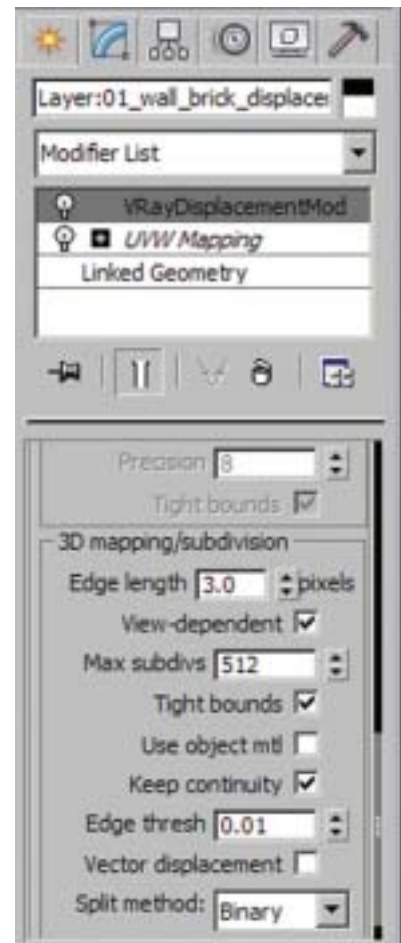 Layer:01_wall_brick_displace
Modifier List
VRayDisplacementMod
UVW Mapping
Linked Geometry
Precision 8
Tight bounds
3D mapping/subdivision
Edge length 3.0 pixels
View-dependent
Max subdivs 512
Tight bounds
Use object mtl
Keep continuity
Edge thresh 0.01
Vector displacement
Split method: Binary